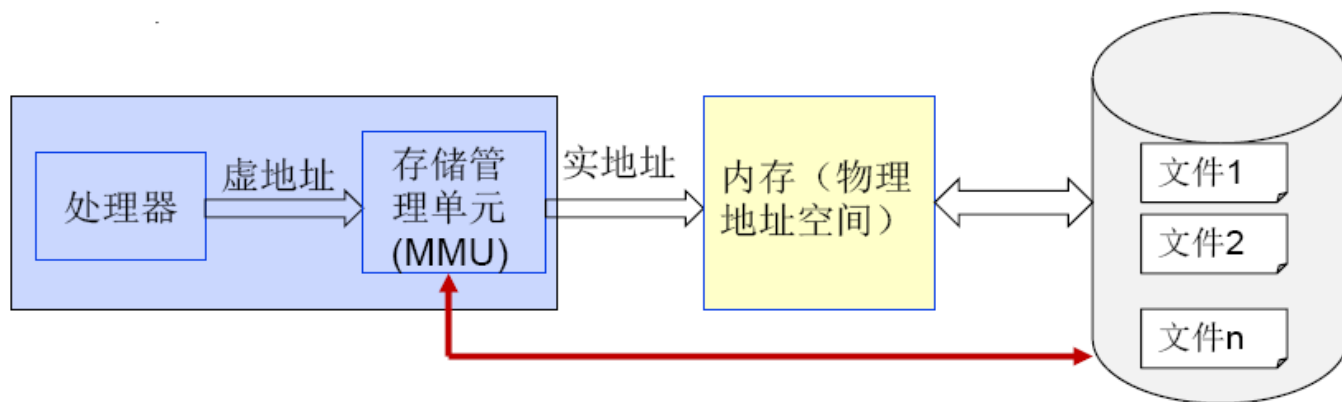 处理器
虚地址
存储管
理单元
(MMU)
实地址
内存（物理
地址空间）
文件1
文件2
文件n